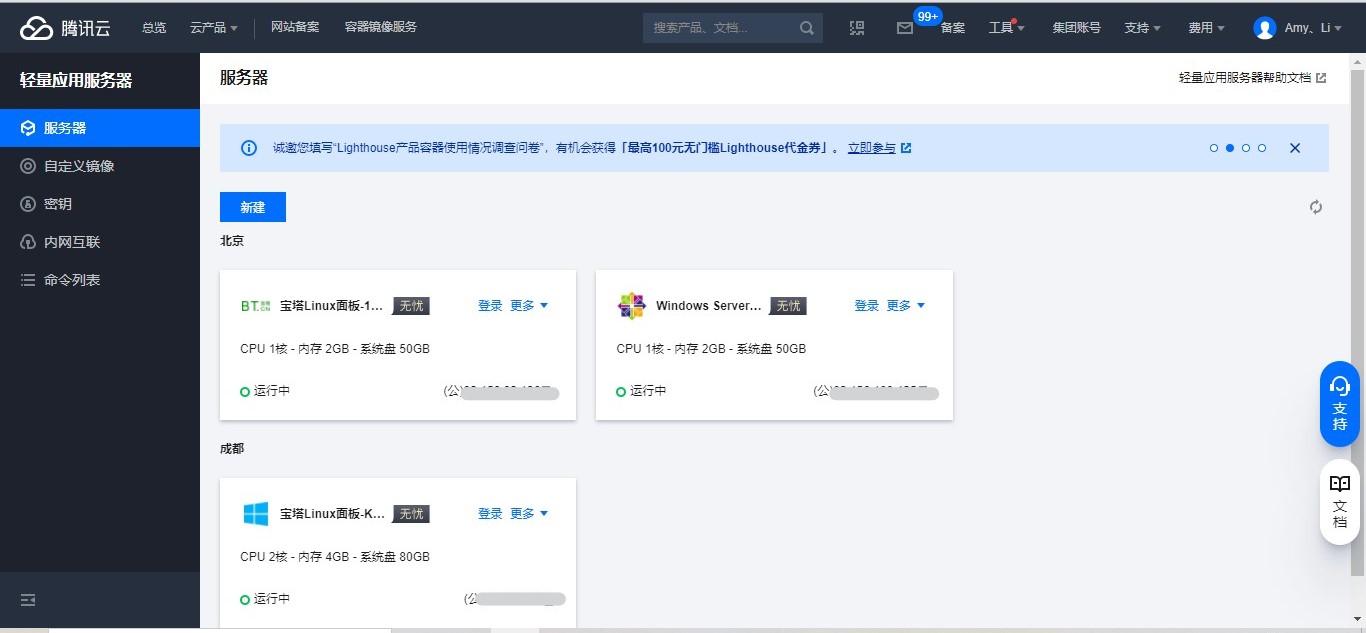 腾讯云 总览 云产品 网站备案 容器镜像服务 搜索产品、文档... 99+ 备案 工具 集团账号 支持 费用 Amy、Li
轻量应用服务器
服务器
自定义镜像
密钥
内网互联
命令列表
服务器 轻量应用服务器帮助文档
诚邀您填写“Lighthouse产品容器使用情况调查问卷”，有机会获得「最高100元无门槛Lighthouse代金券」。 立即参与
新建
北京
BT.CN 宝塔Linux面板-1... 无忧 登录 更多
CPU 1核 - 内存 2GB - 系统盘 50GB
运行中 (公)
Windows Server... 无忧 登录 更多
CPU 1核 - 内存 2GB - 系统盘 50GB
运行中 (公
成都
宝塔Linux面板-K... 无忧 登录 更多
CPU 2核 - 内存 4GB - 系统盘 80GB
运行中 (公
支持
文档